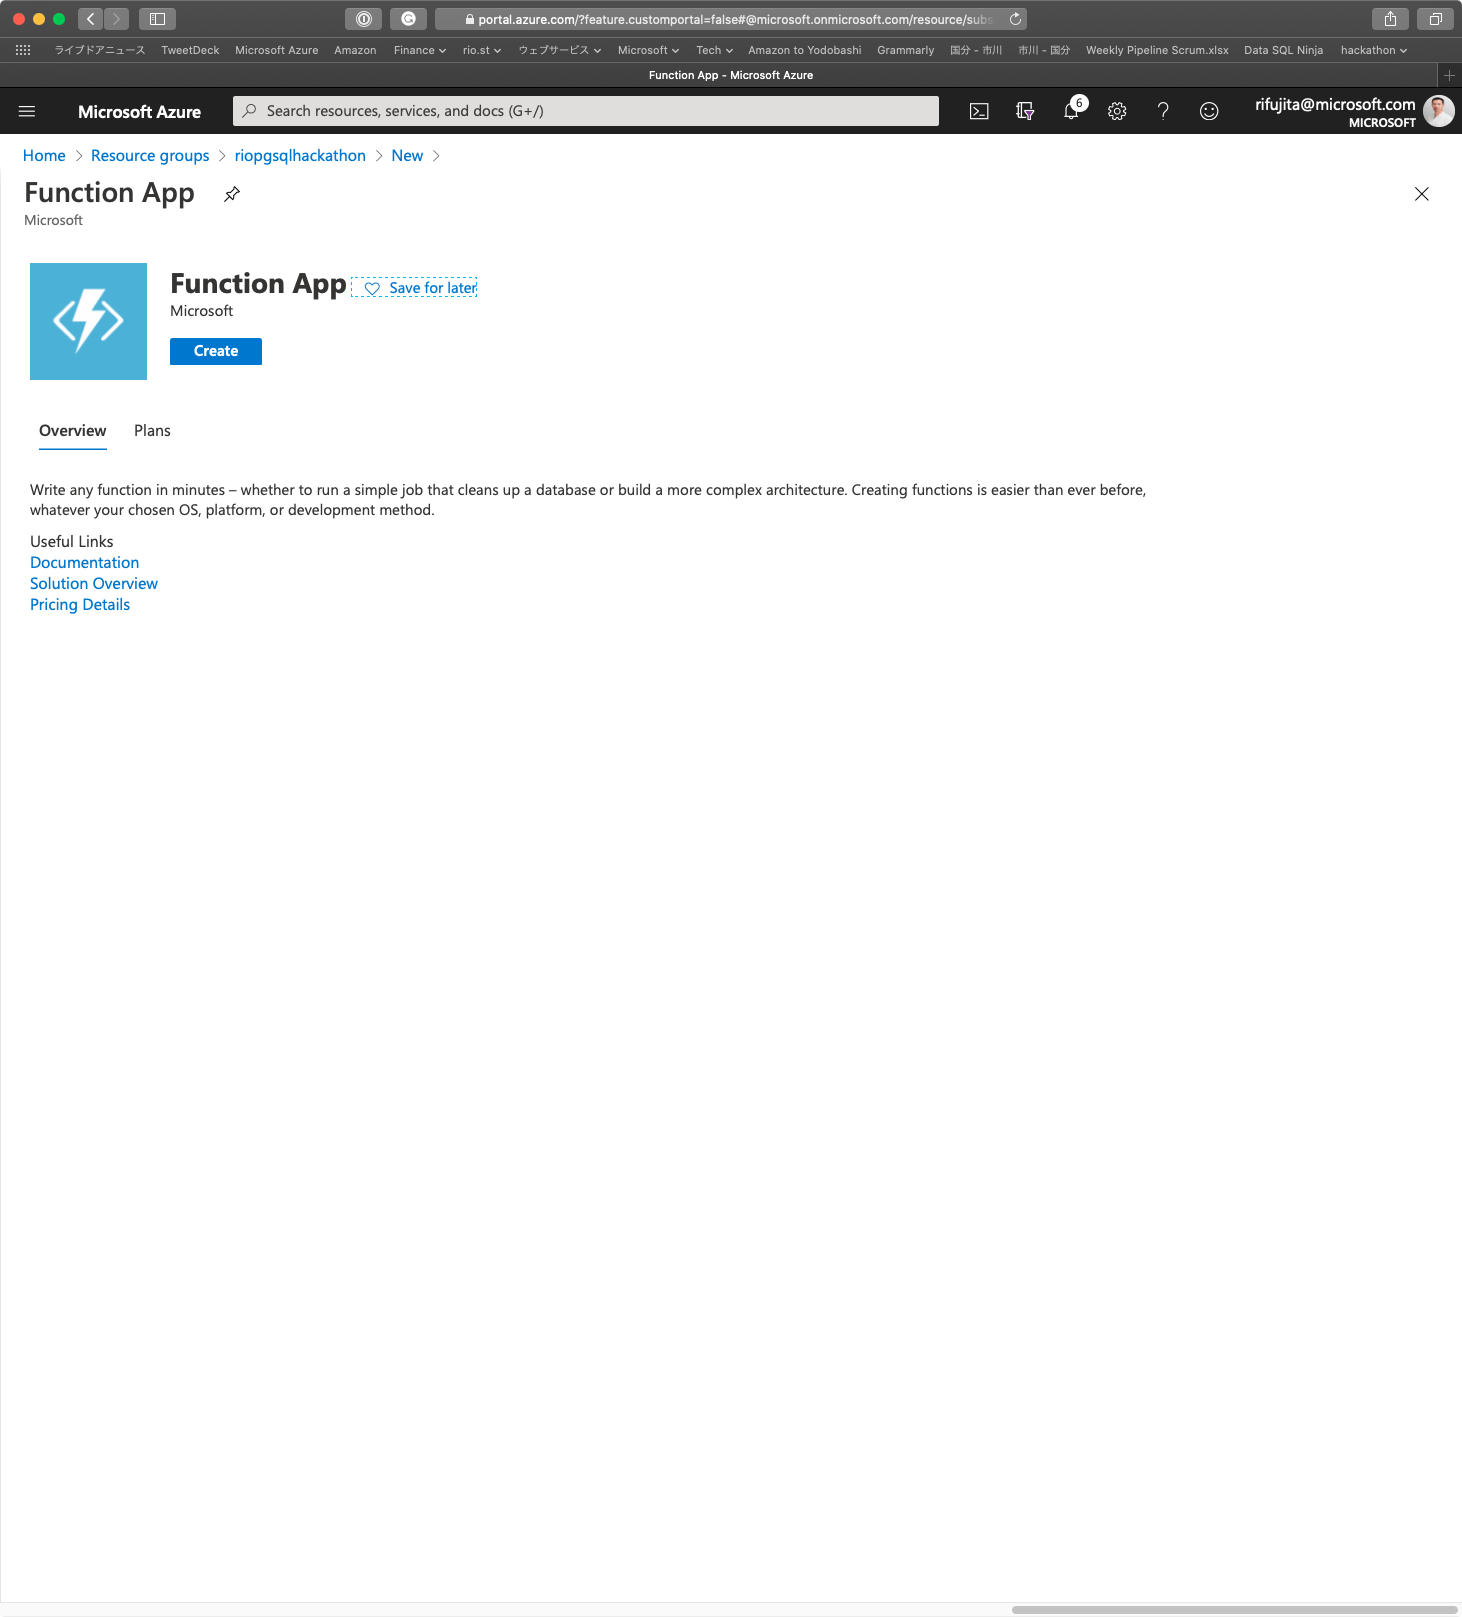 portal.azure.com/?feature.customportal=false#@microsoft.onmicrosoft.com/resource/subs
ライブドアニュース TweetDeck Microsoft Azure Amazon Finance rio.st ウェブサービス Microsoft Tech Amazon to Yodobashi Grammarly 国分 - 市川 市川 - 国分 Weekly Pipeline Scrum.xlsx Data SQL Ninja hackathon
Function App - Microsoft Azure
Microsoft Azure Search resources, services, and docs (G+/) 6 rifujita@microsoft.com
MICROSOFT
Home > Resource groups > riopgsqlhackathon > New >
Function App
Microsoft
Function App Save for later
Microsoft
Create
Overview Plans
Write any function in minutes – whether to run a simple job that cleans up a database or build a more complex architecture. Creating functions is easier than ever before,
whatever your chosen OS, platform, or development method.
Useful Links
Documentation
Solution Overview
Pricing Details